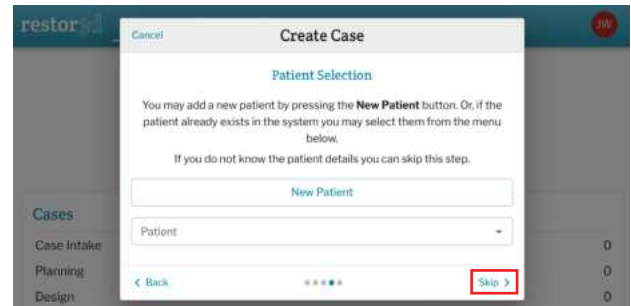 restor3d
Cancel
Create Case
JW
Patient Selection
You may add a new patient by pressing the New Patient button. Or, if the
patient already exists in the system you may select them from the menu
below.
If you do not know the patient details you can skip this step.
New Patient
Patient
< Back
Skip >
Cases
Case Intake 0
Planning 0
Design 0